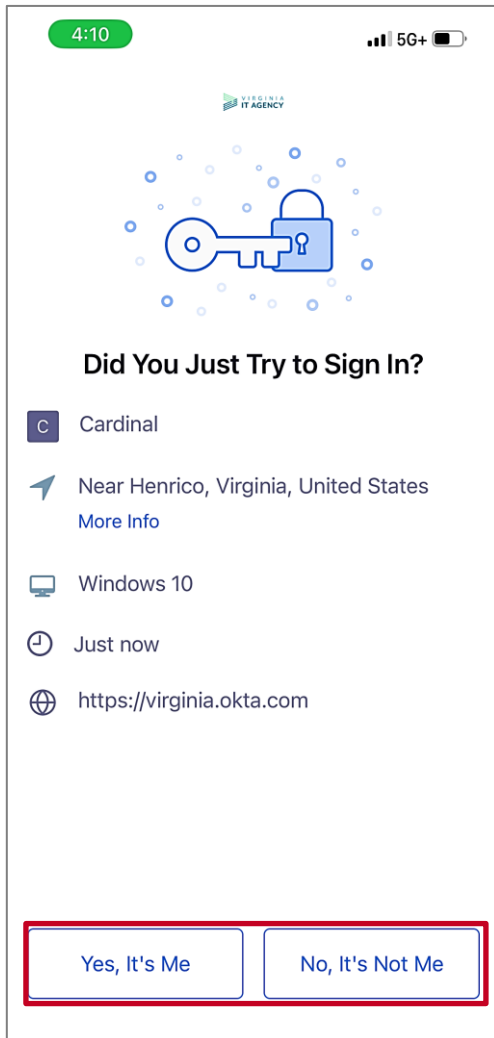 4:10
5G+
VIRGINIA
IT AGENCY
Did You Just Try to Sign In?
C
Cardinal
Near Henrico, Virginia, United States
More Info
Windows 10
Just now
https://virginia.okta.com
Yes, It's Me
No, It's Not Me